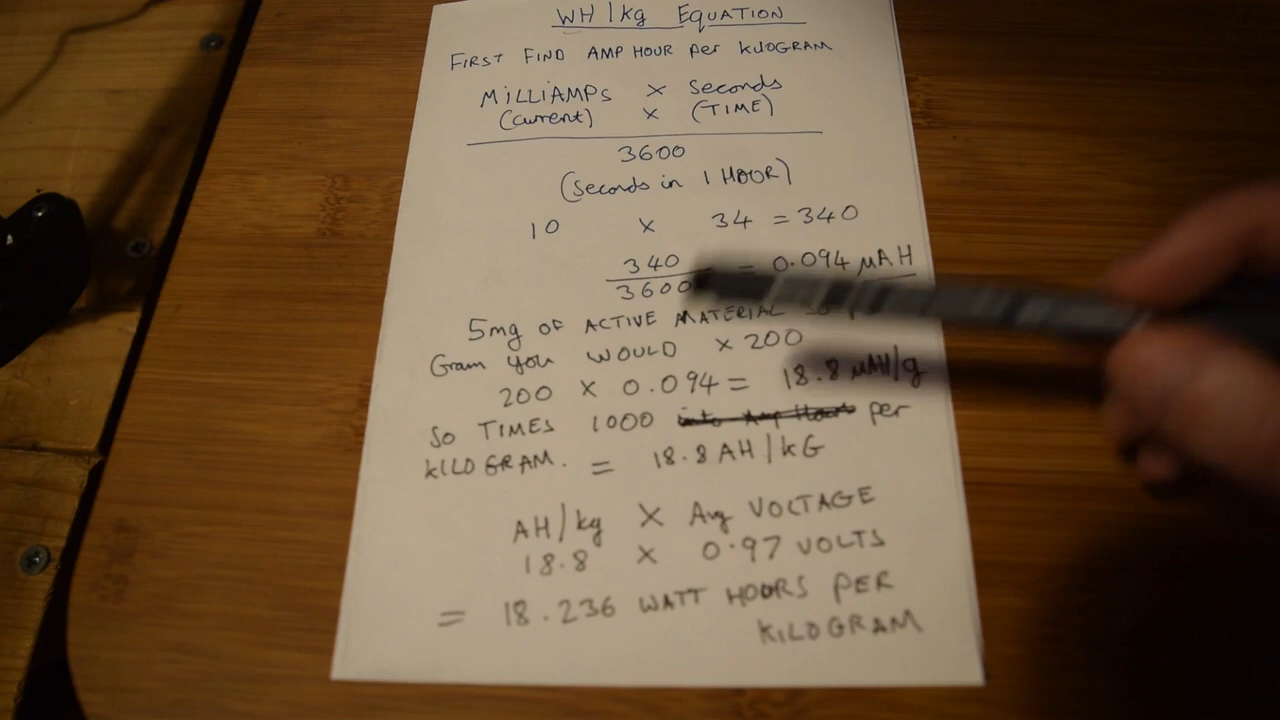 WH/kg EQUATION
FIRST FIND AMP HOUR PER KILOGRAM
MILLIAMPS × Seconds
(Current) × (TIME)
3600
(Seconds in 1 HOUR)
10 × 34 = 340
340 = 0.094 MAH
3600
5mg OF ACTIVE MATERIAL
Gram you WOULD × 200
200 × 0.094 = 18.8 MAH/g
So TIMES 1000 per
KILOGRAM. = 18.8 AH/KG
AH/kg × Avg VOLTAGE
18.8 × 0.97 VOLTS
= 18.236 WATT HOURS PER
KILOGRAM